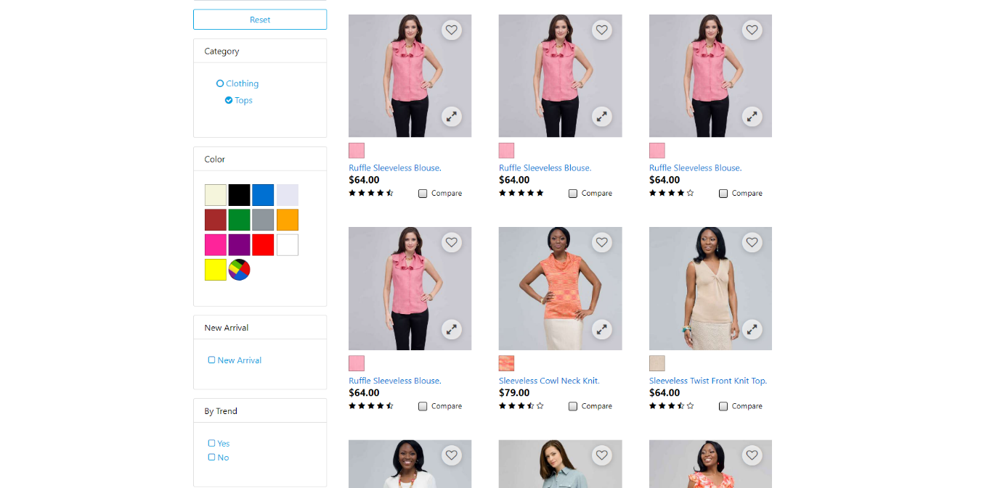 Reset
Category
Clothing
Tops
Color
New Arrival
New Arrival
By Trend
Yes
No
Ruffle Sleeveless Blouse.
$64.00
Compare
Ruffle Sleeveless Blouse.
$64.00
Compare
Ruffle Sleeveless Blouse.
$64.00
Compare
Ruffle Sleeveless Blouse.
$64.00
Compare
Sleeveless Cowl Neck Knit.
$79.00
Compare
Sleeveless Twist Front Knit Top.
$64.00
Compare